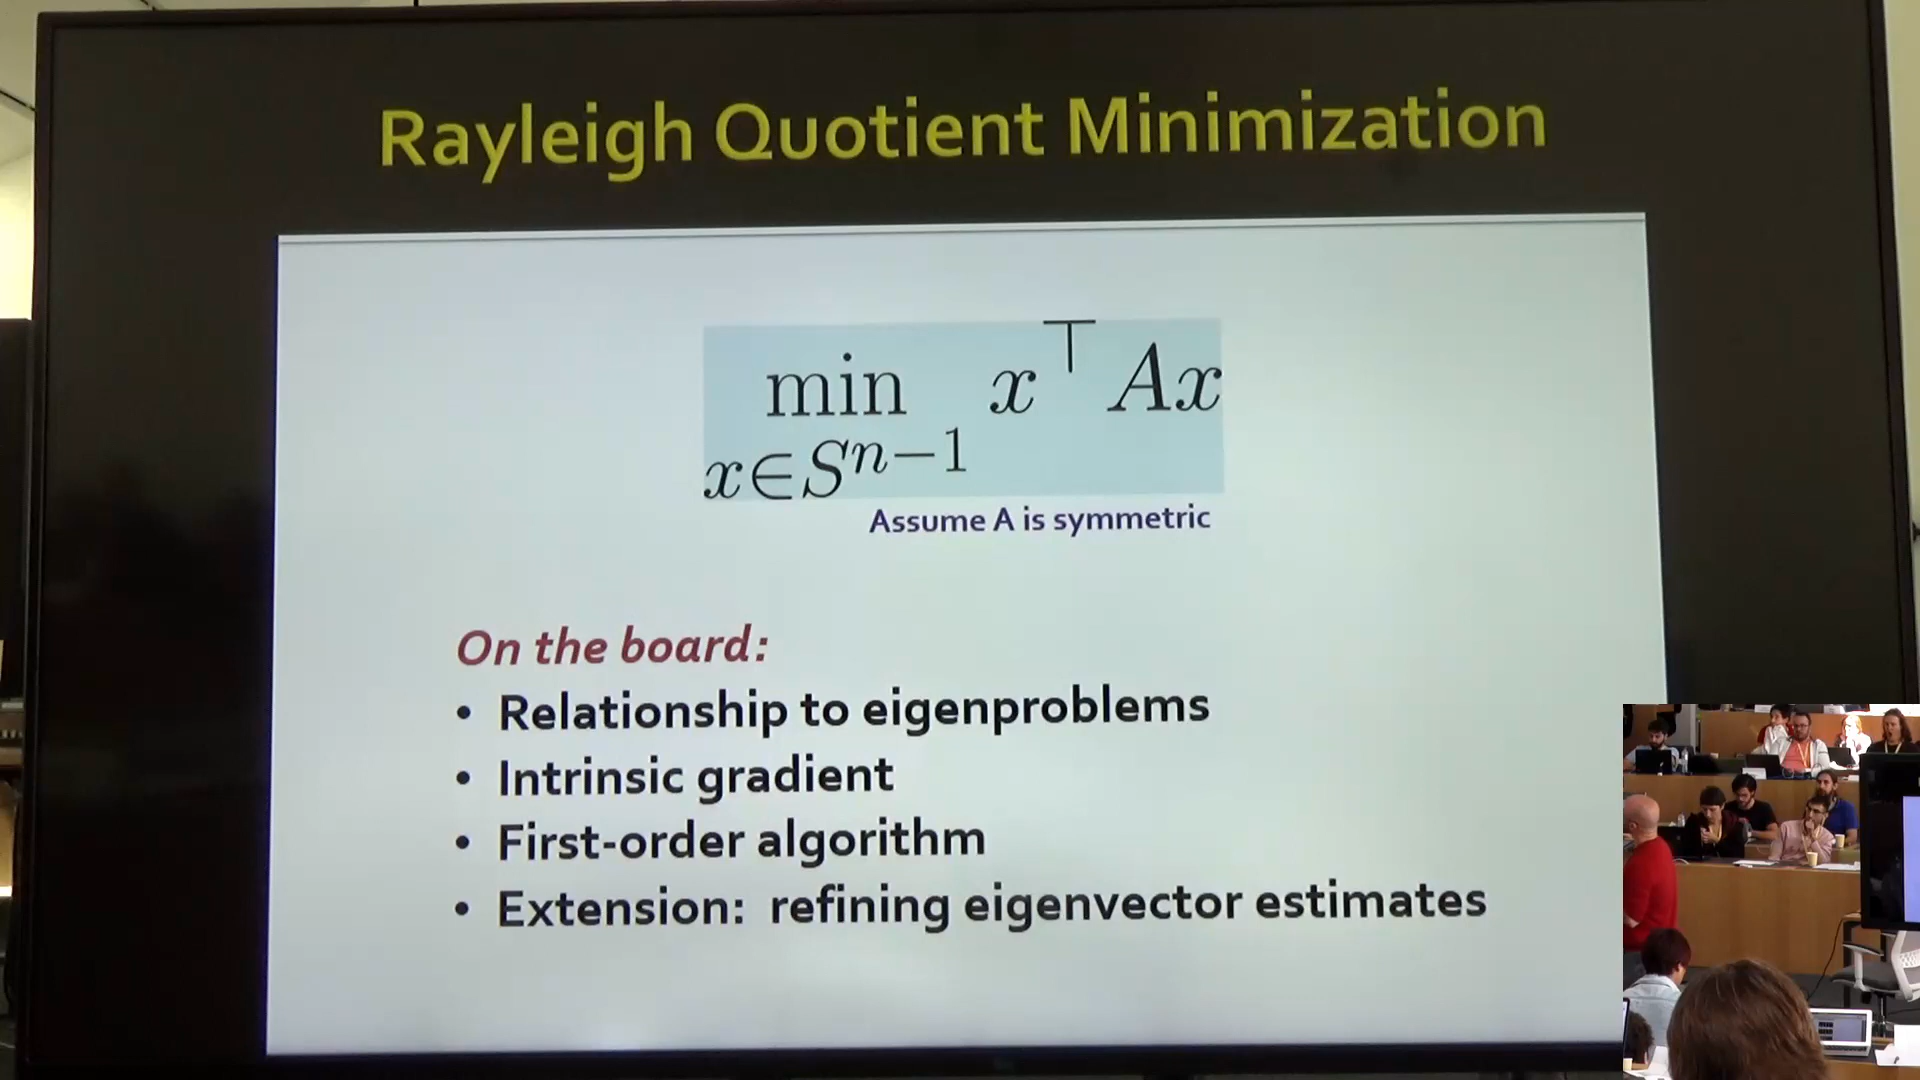 Rayleigh Quotient Minimization
min x⊤Ax
x∈Sⁿ⁻¹
Assume A is symmetric
On the board:
• Relationship to eigenproblems
• Intrinsic gradient
• First-order algorithm
• Extension: refining eigenvector estimates